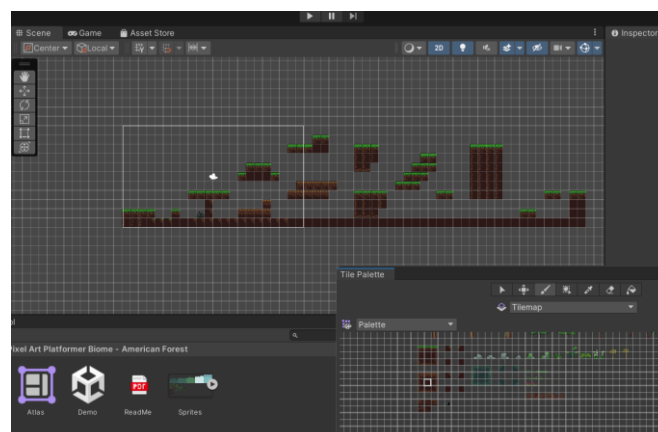 Scene Game Asset Store Inspector
Center Local 2D
Tile Palette
Tilemap
Palette
Pixel Art Platformer Biome - American Forest
PDF
Atlas Demo ReadMe Sprites